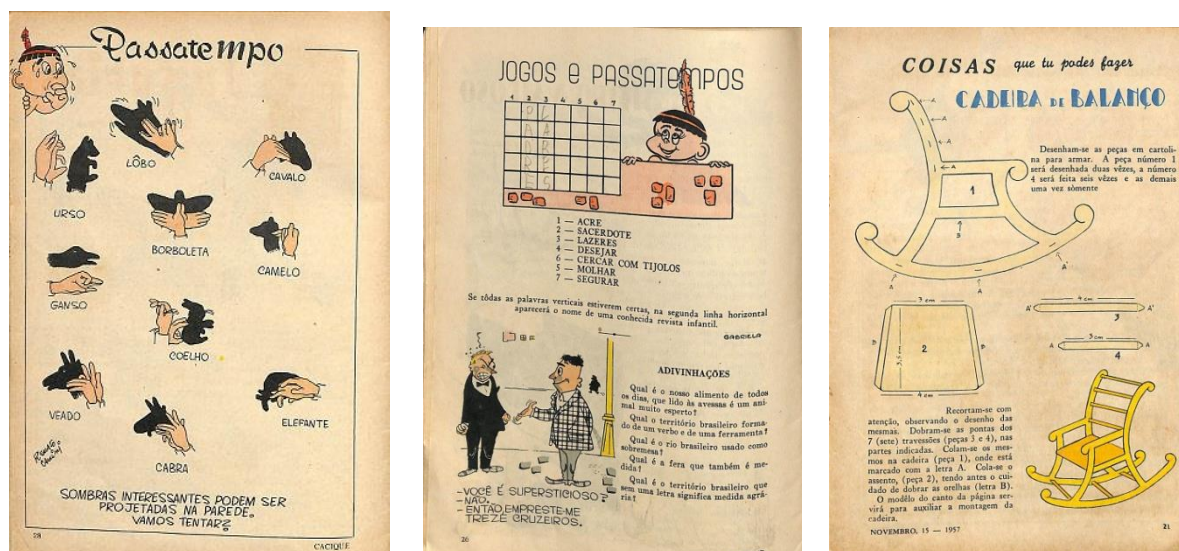 Passatempo
LÔBO
CAVALO
URSO
BORBOLETA
CAMELO
GANSO
COELHO
VEADO
ELEFANTE
CABRA
SOMBRAS INTERESSANTES PODEM SER
PROJETADAS NA PAREDE.
VAMOS TENTAR?
28
CACIQUE
JOGOS e PASSATEMPOS
1 2 3 4 5 6 7
P L
A A
D
R
E E
S
1 — ACRE
2 — SACERDOTE
3 — LAZERES
4 — DESEJAR
6 — CERCAR COM TIJOLOS
5 — MOLHAR
7 — SEGURAR
Se tôdas as palavras verticais estiverem certas, na segunda linha horizontal
aparecerá o nome de uma conhecida revista infantil.
GABRIELA
ADIVINHAÇÕES
Qual é o nosso alimento de todos
os dias, que lido às avessas é um ani-
mal muito esperto?
Qual o território brasileiro forma-
do de um verbo e de uma ferramenta?
Qual é o rio brasileiro usado como
sobremesa?
Qual é a fera que também é me-
dida?
Qual é o território brasileiro que
sem uma letra significa medida agrá-
ria?
-VOCÊ É SUPERSTICIOSO?
-NÃO.
-ENTÃO, EMPRESTE-ME
TREZE CRUZEIROS.
26
COISAS que tu podes fazer
CADEIRA DE BALANÇO
A
A
A
A
Desenham-se as peças em cartoli-
na para armar. A peça número 1
será desenhada duas vêzes, a número
4 será feita seis vêzes e as demais
uma vez sòmente
1
B
A
A
A'
3 cm
B
2
B
4 cm
4 cm
A' A'
3
3 cm
A A
4
Recortam-se com
atenção, observando o desenho das
mesmas. Dobram-se as pontas dos
7 (sete) travessões (peças 3 e 4), nas
partes indicadas. Colam-se os mes-
mos na cadeira (peça 1), onde está
marcado com a letra A. Cola-se o
assento, (peça 2), tendo antes o cui-
dado de dobrar as orelhas (letra B).
O modêlo do canto da página ser-
virá para auxiliar a montagem da
cadeira.
NOVEMBRO, 15 — 1957
21